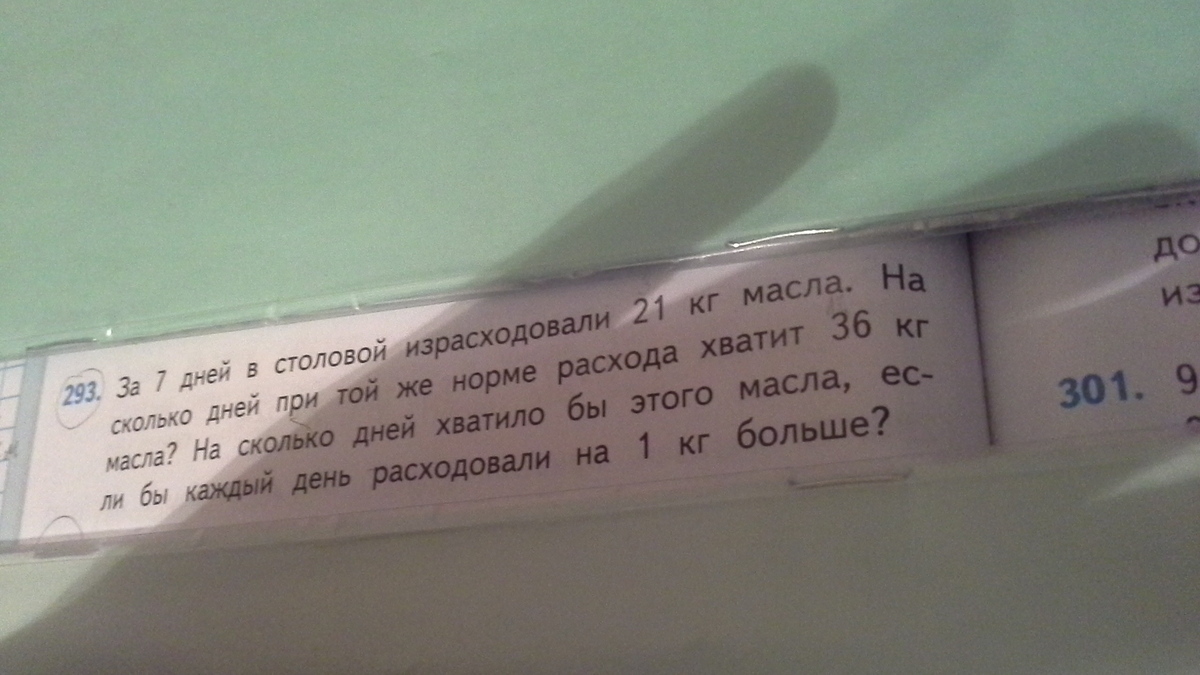 293. За 7 дней в столовой израсходовали 21 кг масла. На
сколько дней при той же норме расхода хватит 36 кг
масла? На сколько дней хватило бы этого масла, ес-
ли бы каждый день расходовали на 1 кг больше?
до
из
301. 9